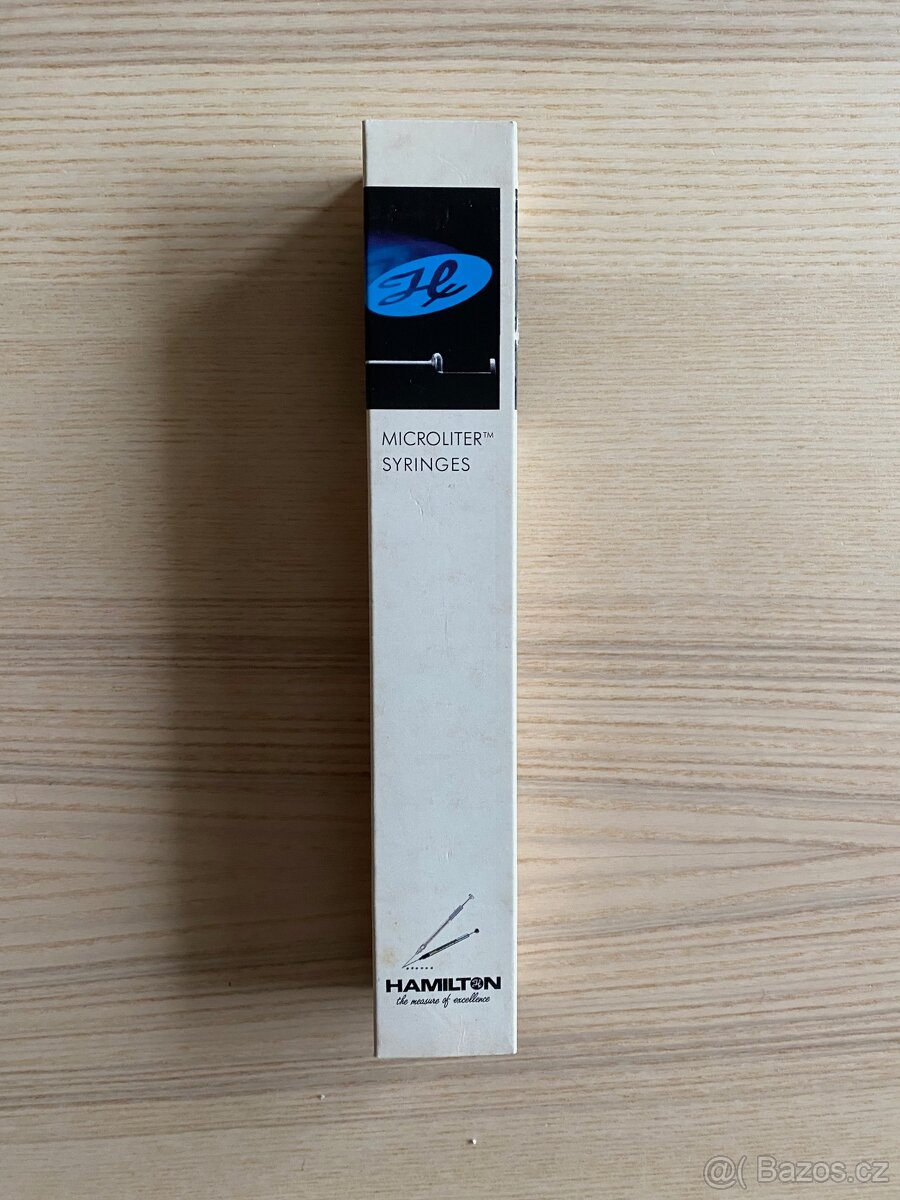 H
MICROLITER™
SYRINGES
HAMILTON
the measure of excellence
@( Bazos.cz